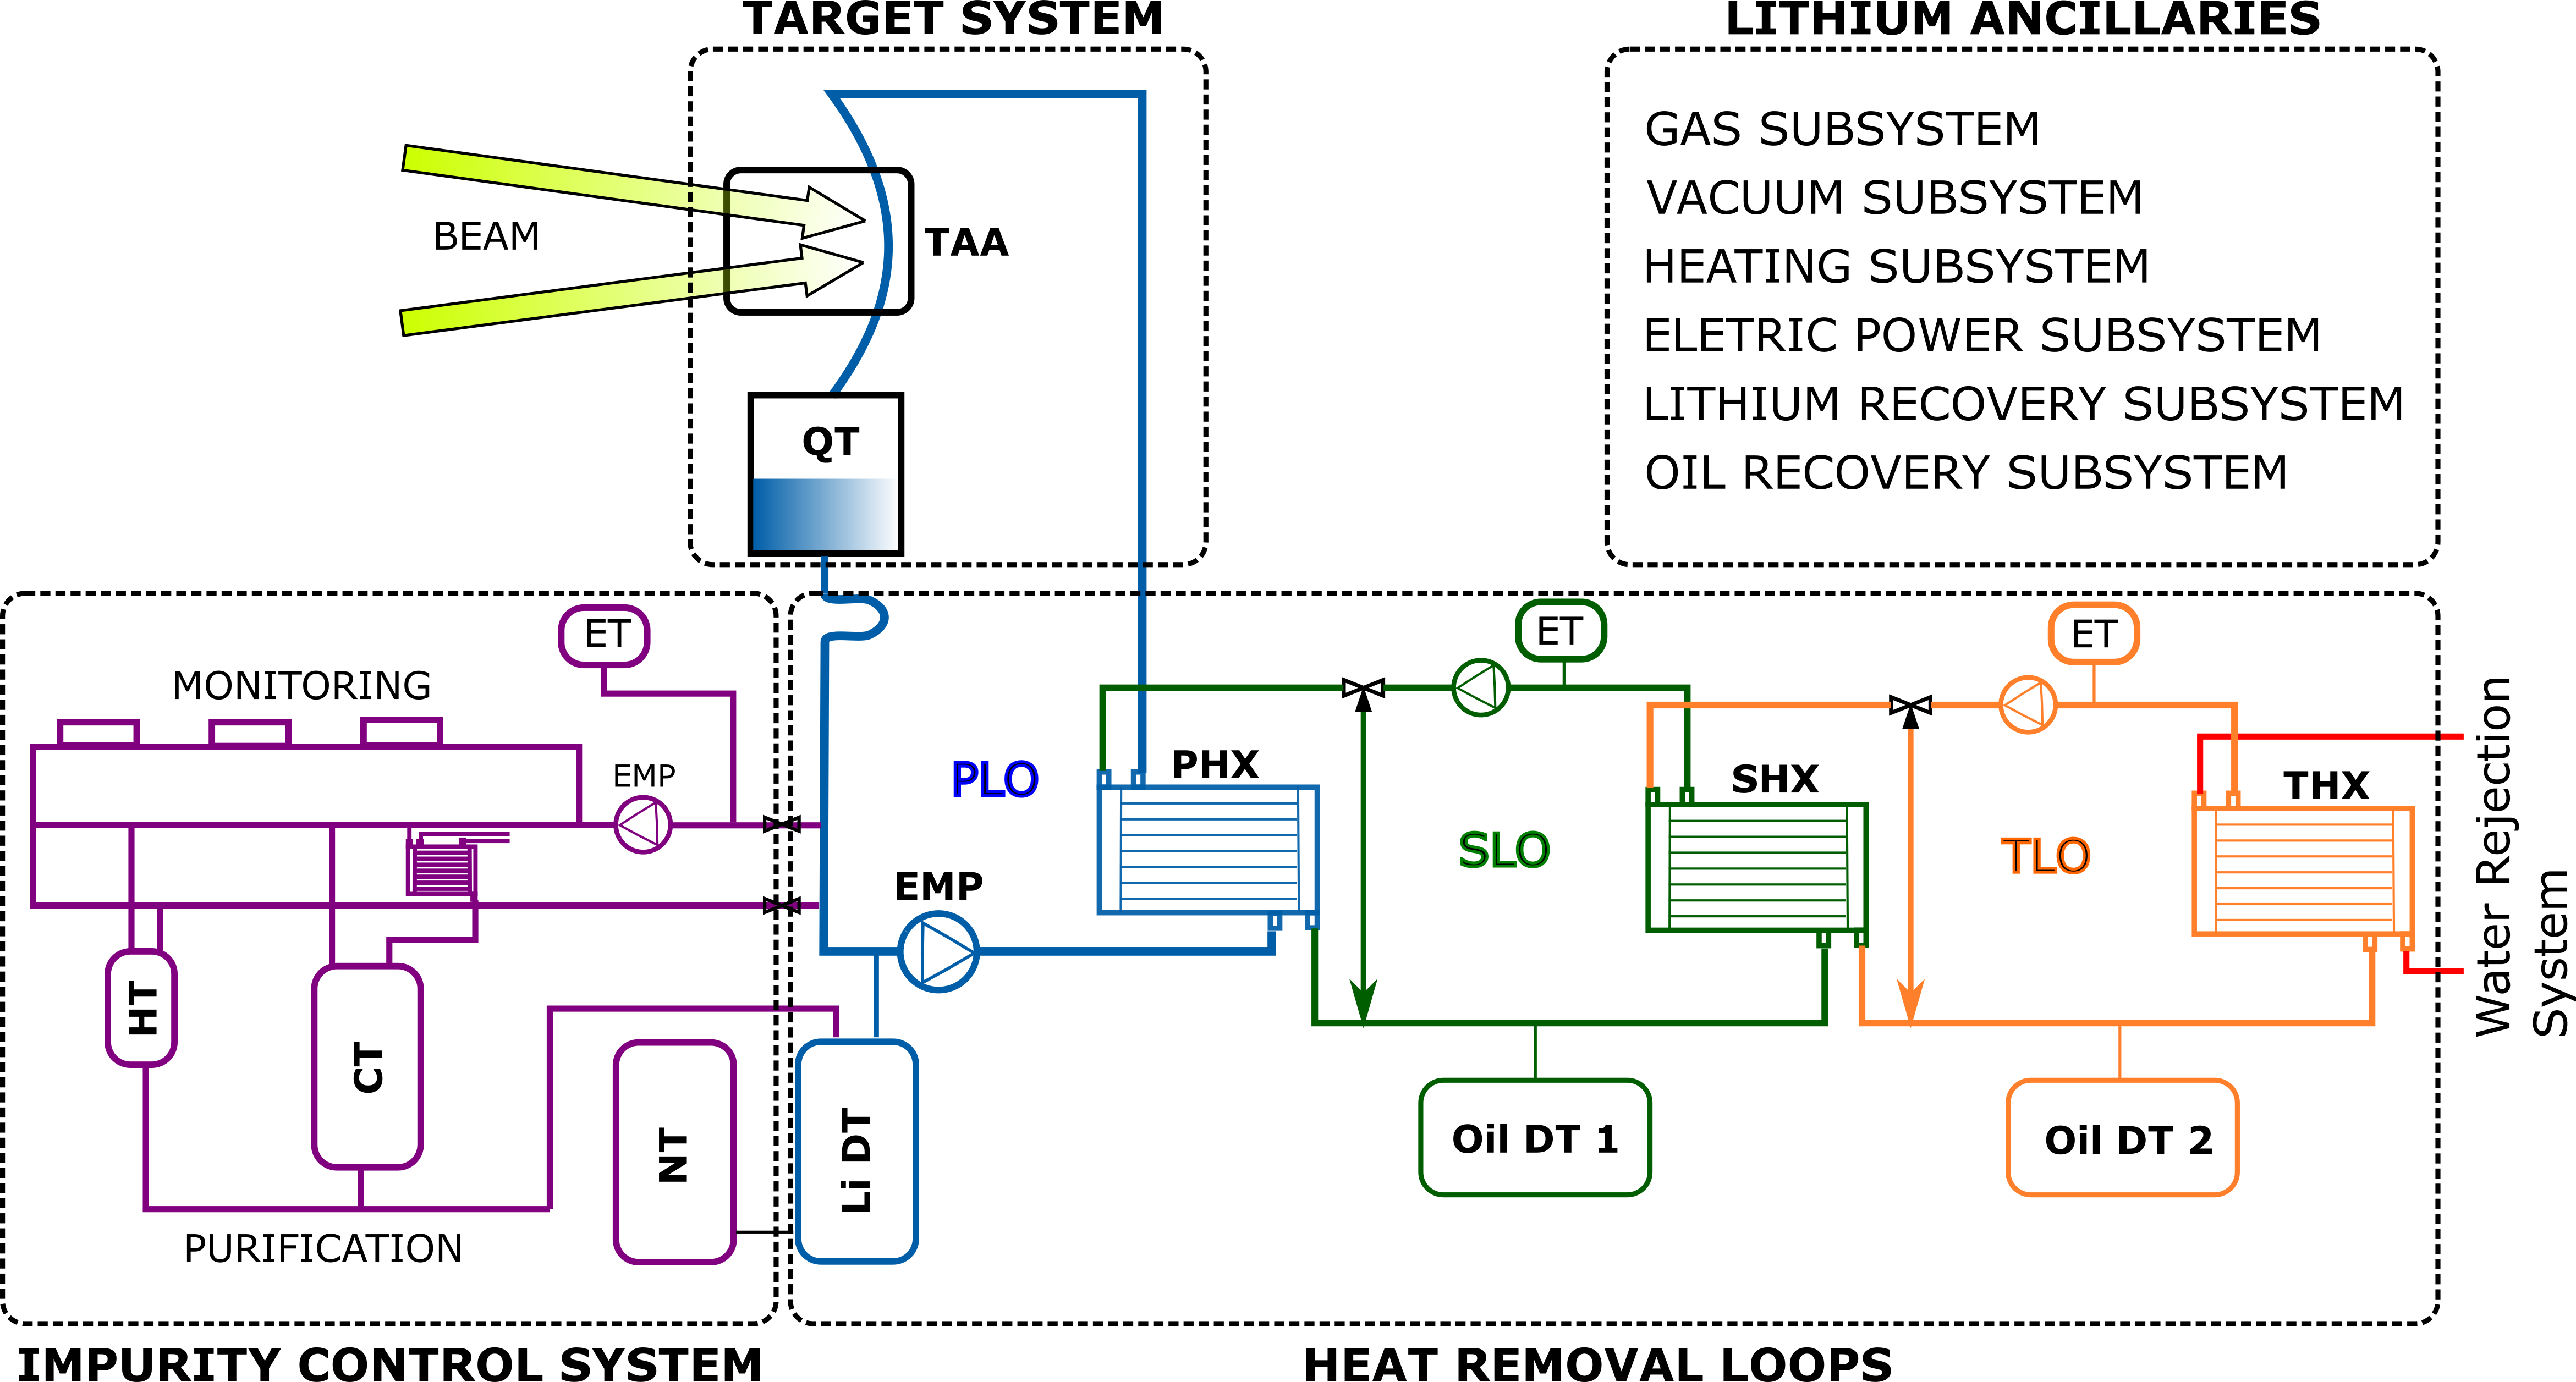 TARGET SYSTEM
LITHIUM ANCILLARIES
GAS SUBSYSTEM
VACUUM SUBSYSTEM
HEATING SUBSYSTEM
ELETRIC POWER SUBSYSTEM
LITHIUM RECOVERY SUBSYSTEM
OIL RECOVERY SUBSYSTEM
BEAM
TAA
QT
ET
MONITORING
EMP
HT
CT
NT
PURIFICATION
IMPURITY CONTROL SYSTEM
PLO
EMP
Li DT
PHX
ET
SLO
SHX
Oil DT 1
ET
TLO
THX
Oil DT 2
Water Rejection
System
HEAT REMOVAL LOOPS